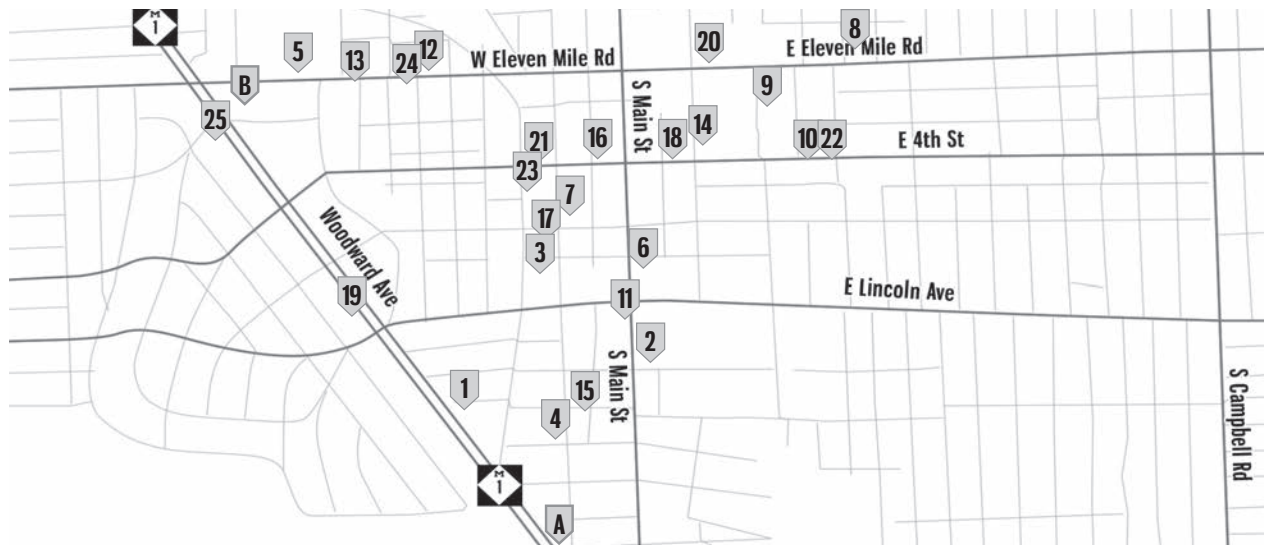 M
1
8
20
E Eleven Mile Rd
5
12
13
24
W Eleven Mile Rd
B
9
25
S Main St
14
21
16
18
10
22
E 4th St
23
7
17
Woodward Ave
6
3
19
11
E Lincoln Ave
2
S Main St
1
15
4
S Campbell Rd
M
1
A